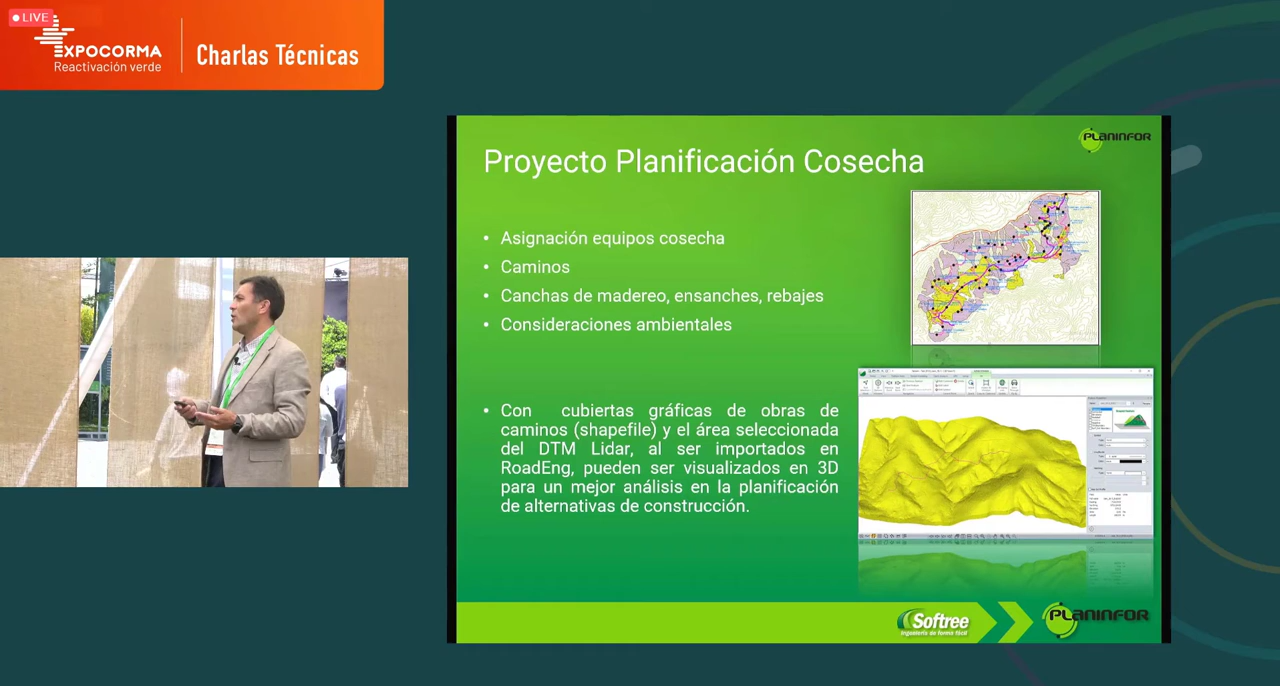 LIVE
EXPOCORMA
Reactivación verde
Charlas Técnicas
PLANINFOR
Proyecto Planificación Cosecha
• Asignación equipos cosecha
• Caminos
• Canchas de madereo, ensanches, rebajes
• Consideraciones ambientales
• Con cubiertas gráficas de obras de
caminos (shapefile) y el área seleccionada
del DTM Lidar, al ser importados en
RoadEng, pueden ser visualizados en 3D
para un mejor análisis en la planificación
de alternativas de construcción.
Softree
Ingeniería de forma fácil
PLANINFOR